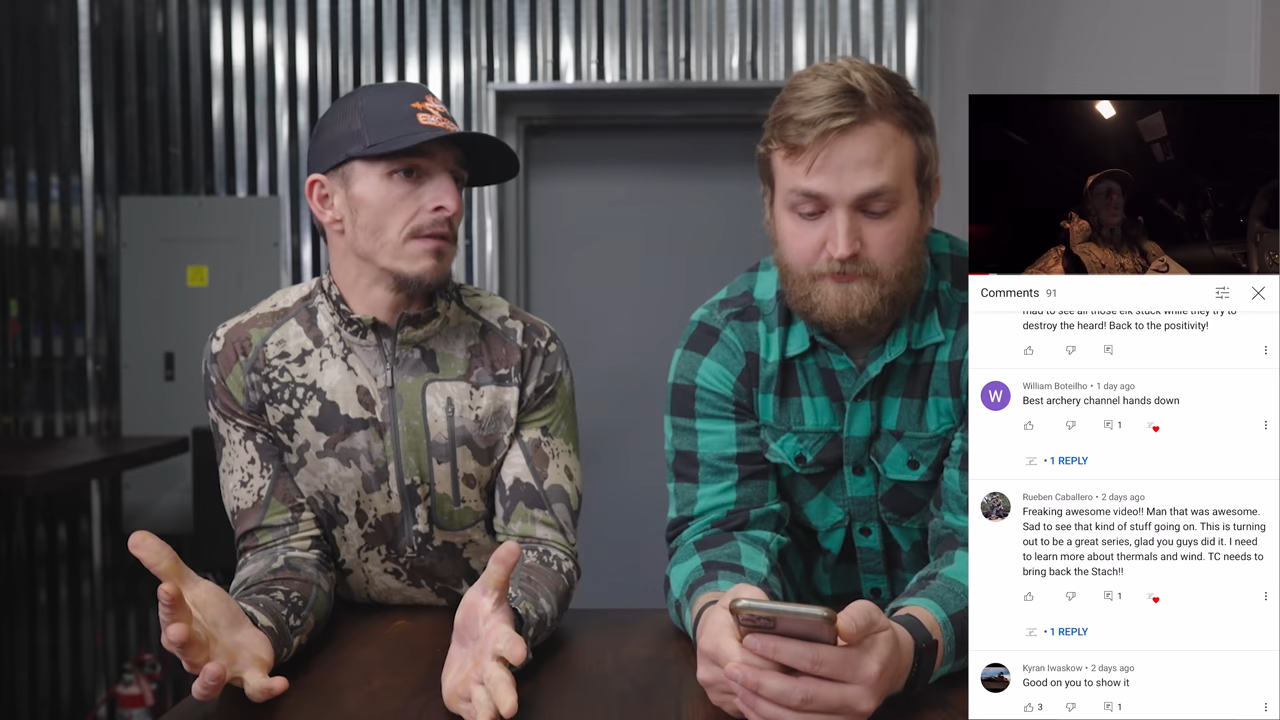 Comments 91
mad to see all those elk stuck while they try to
destroy the heard! Back to the positivity!
W
William Boteilho • 1 day ago
Best archery channel hands down
1
• 1 REPLY
Rueben Caballero • 2 days ago
Freaking awesome video!! Man that was awesome.
Sad to see that kind of stuff going on. This is turning
out to be a great series, glad you guys did it. I need
to learn more about thermals and wind. TC needs to
bring back the Stach!!
1
• 1 REPLY
Kyran Iwaskow • 2 days ago
Good on you to show it
3 1